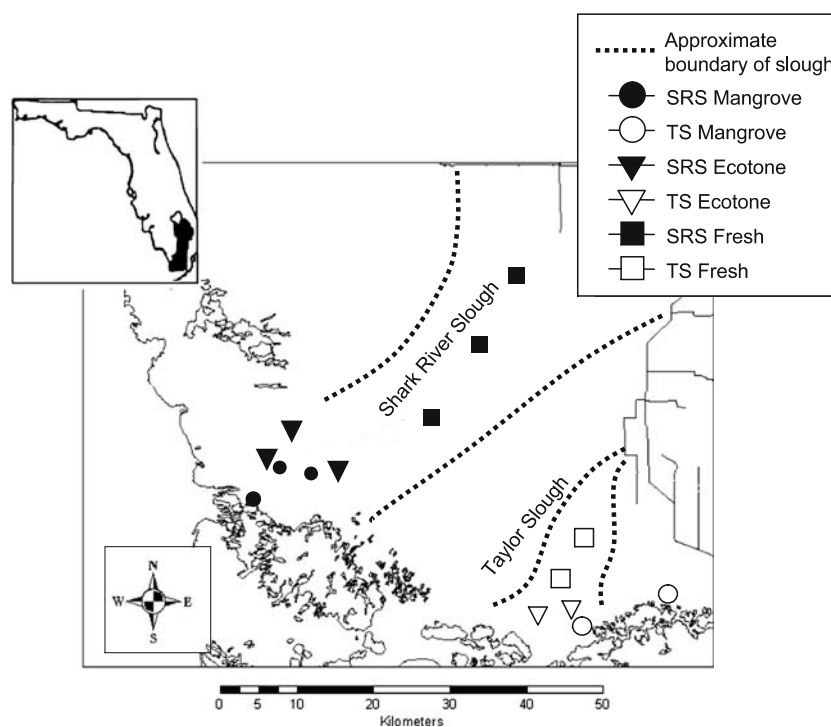 Approximate
boundary of slough
SRS Mangrove
TS Mangrove
SRS Ecotone
TS Ecotone
SRS Fresh
TS Fresh
Shark River Slough
Taylor Slough
N
W E
S
0 5 10 20 30 40 50
Kilometers